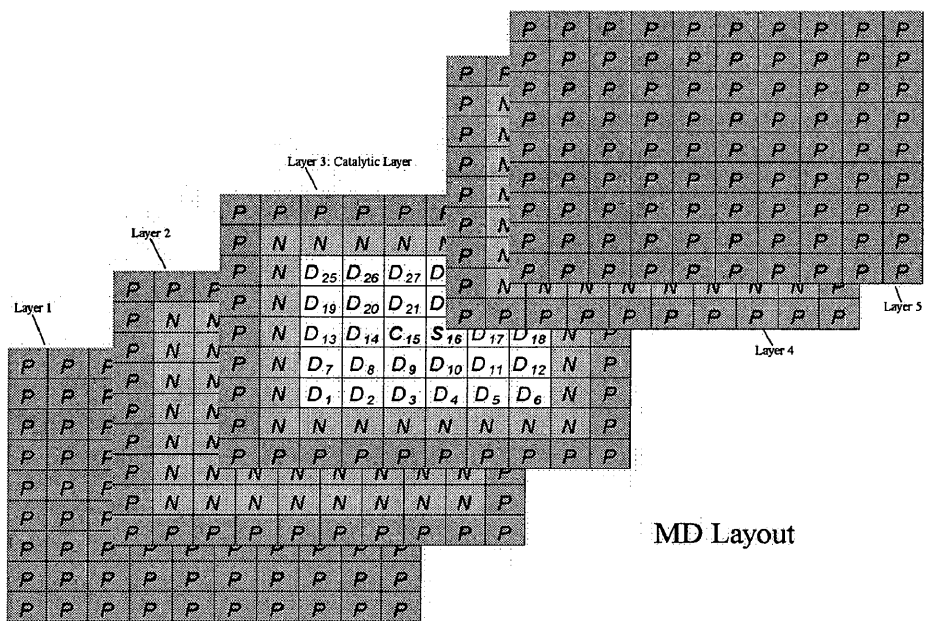 P P P P P P P P P P
P P P P P P P P P P
P P P P P P P P P P
P P P P P P P P P P
P P P P P P P P P P
P P P P P P P P P P
P P P P P P P P P P
P P P P P P P P P P
P P P P P P P P P P
Layer 5
P P
P N
P N
P N
P N
P N
P N
P N N N N N N N N P
P P P P P P P P P P
Layer 4
Layer 3: Catalytic Layer
P P P P P P
P N N N N N
P N D25 D26 D27 D
P N D19 D20 D21 D
P N D13 D14 C15 S16 D17 D18 N P
P N D7 D8 D9 D10 D11 D12 N P
P N D1 D2 D3 D4 D5 D6 N P
P N N N N N N N N P
P P P P P P P P P P
Layer 2
P P P
P N N
P N N
P N N
P N N
P N N
P N N N N N N N N P
P N N N N N N N N P
P P P P P P P P P P
Layer 1
P P P
P P P
P P P
P P P
P P P
P P P
P P P P P P P P P P
P P P P P P P P P P
P P P P P P P P P P
MD Layout